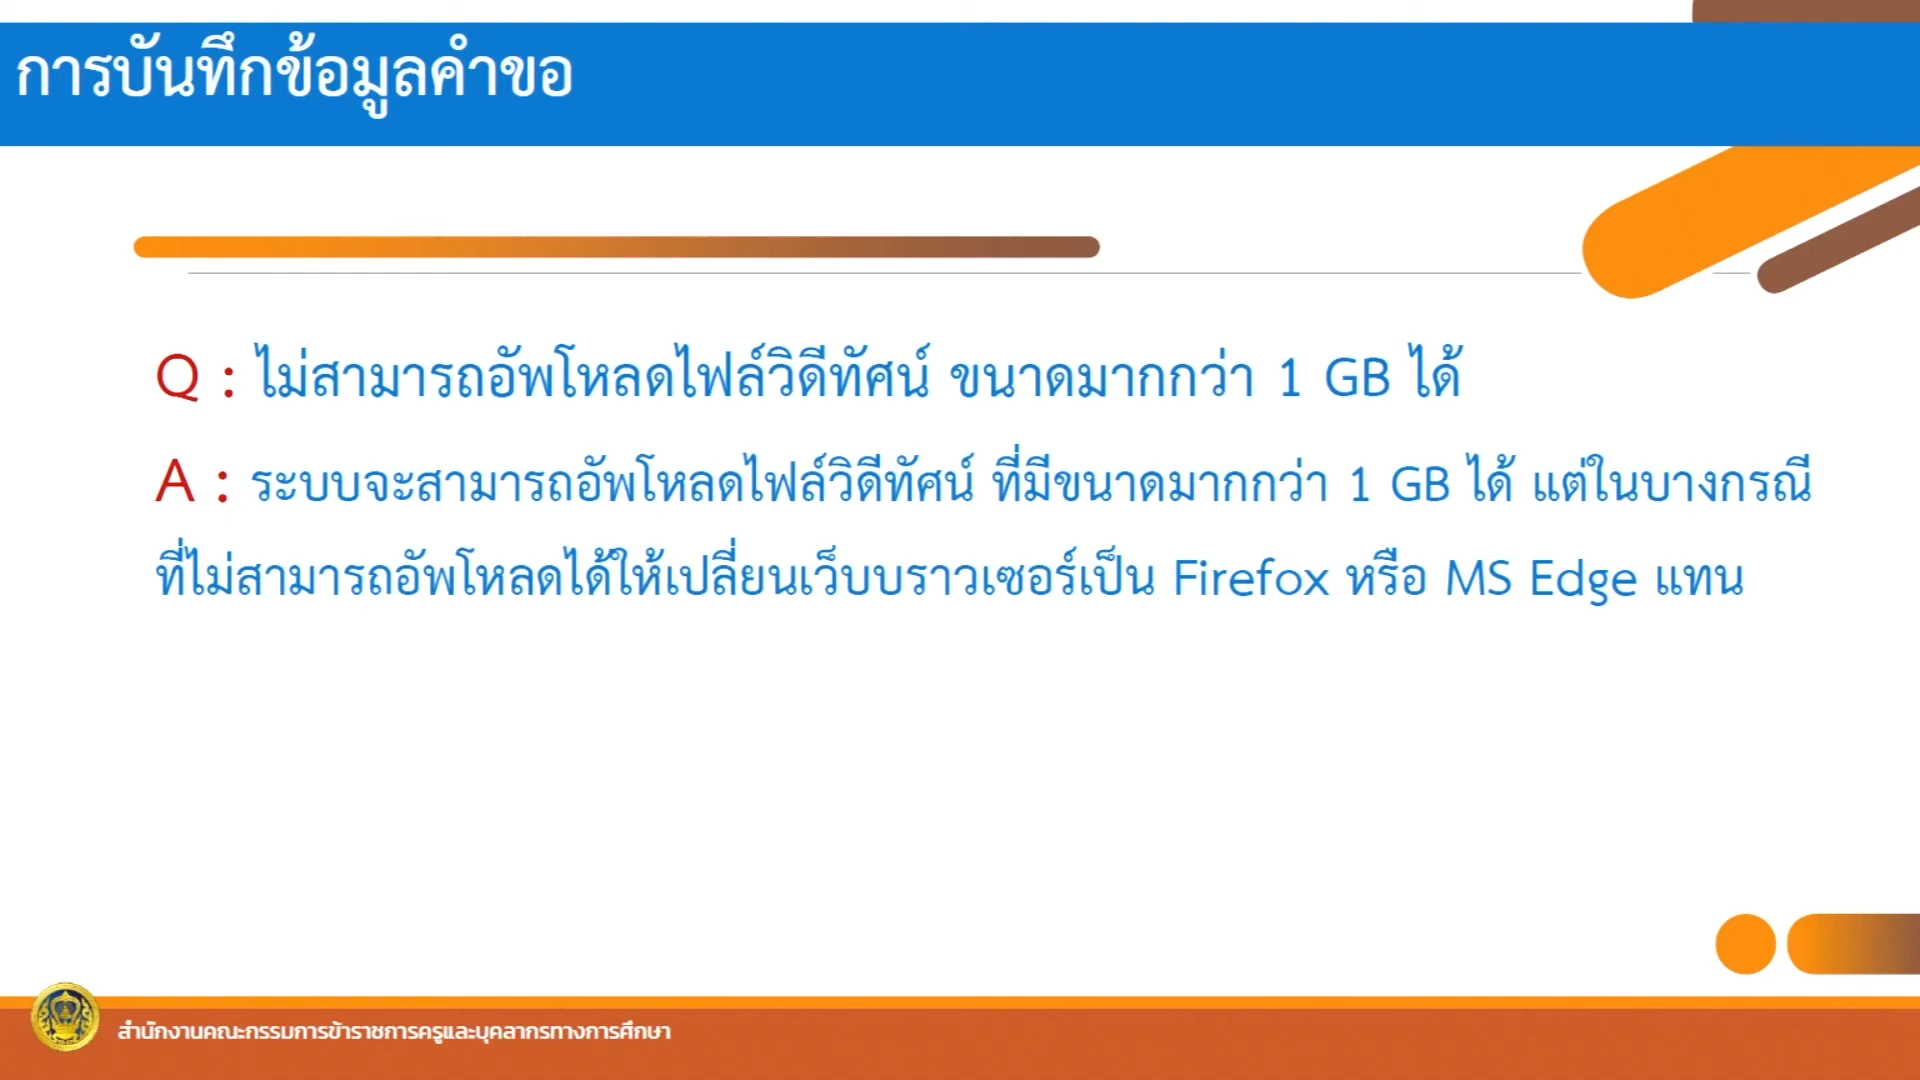 การบันทึกข้อมูลคำขอ
Q : ไม่สามารถอัพโหลดไฟล์วิดีทัศน์ ขนาดมากกว่า 1 GB ได้
A : ระบบจะสามารถอัพโหลดไฟล์วิดีทัศน์ ที่มีขนาดมากกว่า 1 GB ได้ แต่ในบางกรณี
ที่ไม่สามารถอัพโหลดได้ให้เปลี่ยนเว็บบราวเซอร์เป็น Firefox หรือ MS Edge แทน
สำนักงานคณะกรรมการข้าราชการครูและบุคลากรทางการศึกษา